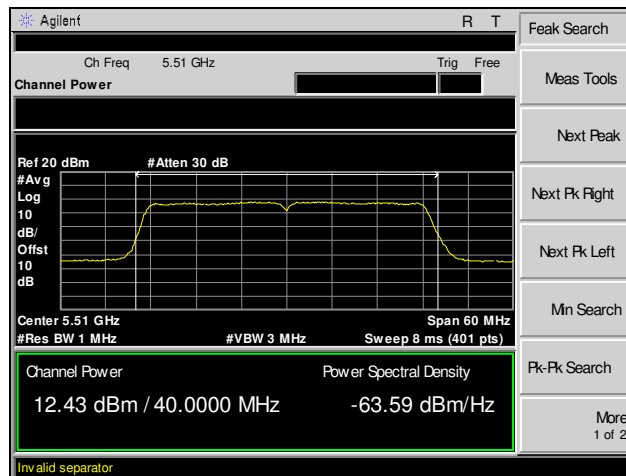 Agilent R T
Ch Freq 5.51 GHz Trig Free
Channel Power
Ref 20 dBm #Atten 30 dB
#Avg
Log
10
dB/
Offst
10
dB
Center 5.51 GHz Span 60 MHz
#Res BW 1 MHz #VBW 3 MHz Sweep 8 ms (401 pts)
Channel Power Power Spectral Density
12.43 dBm / 40.0000 MHz -63.59 dBm/Hz
Invalid separator
Feak Search
Meas Tools
Next Peak
Next Pk Right
Next Pk Left
Min Search
Pk-Pk Search
More
1 of 2